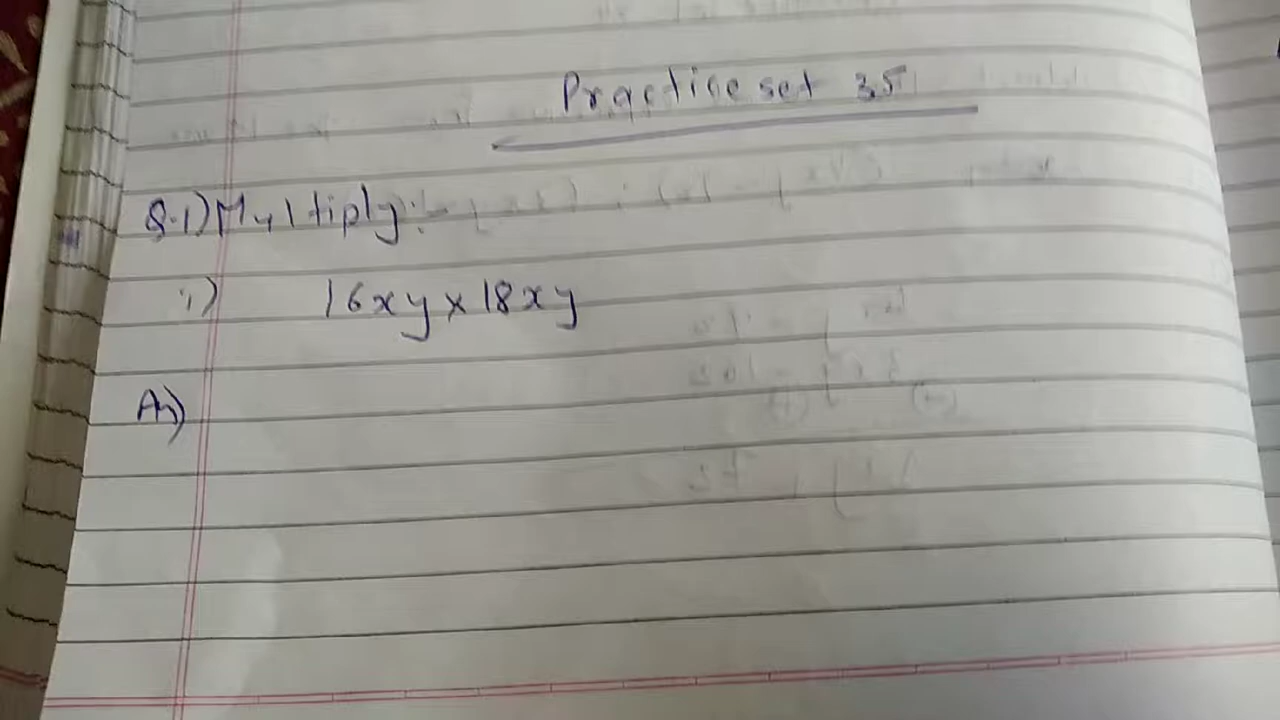 Practice set 35
Q.1) Multiply:
i) 16xy x 18xy
A)